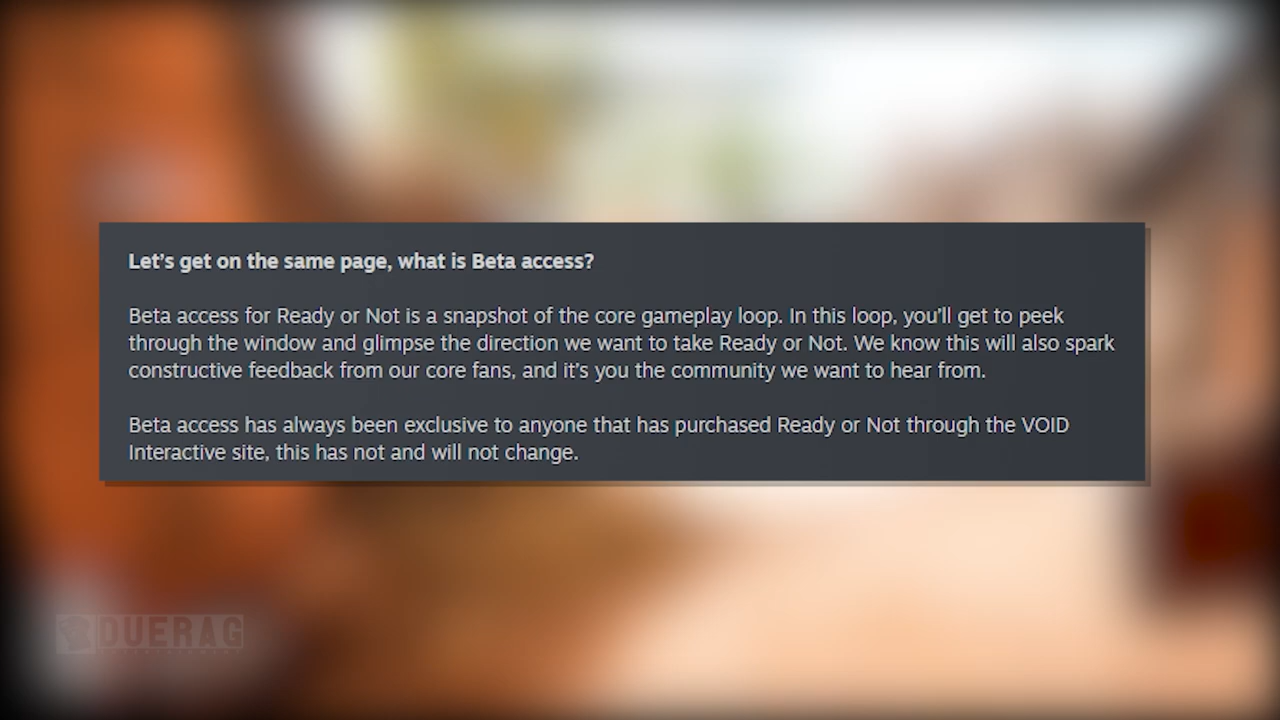 Let's get on the same page, what is Beta access?
Beta access for Ready or Not is a snapshot of the core gameplay loop. In this loop, you'll get to peek
through the window and glimpse the direction we want to take Ready or Not. We know this will also spark
constructive feedback from our core fans, and it's you the community we want to hear from.
Beta access has always been exclusive to anyone that has purchased Ready or Not through the VOID
Interactive site, this has not and will not change.
DUERAG